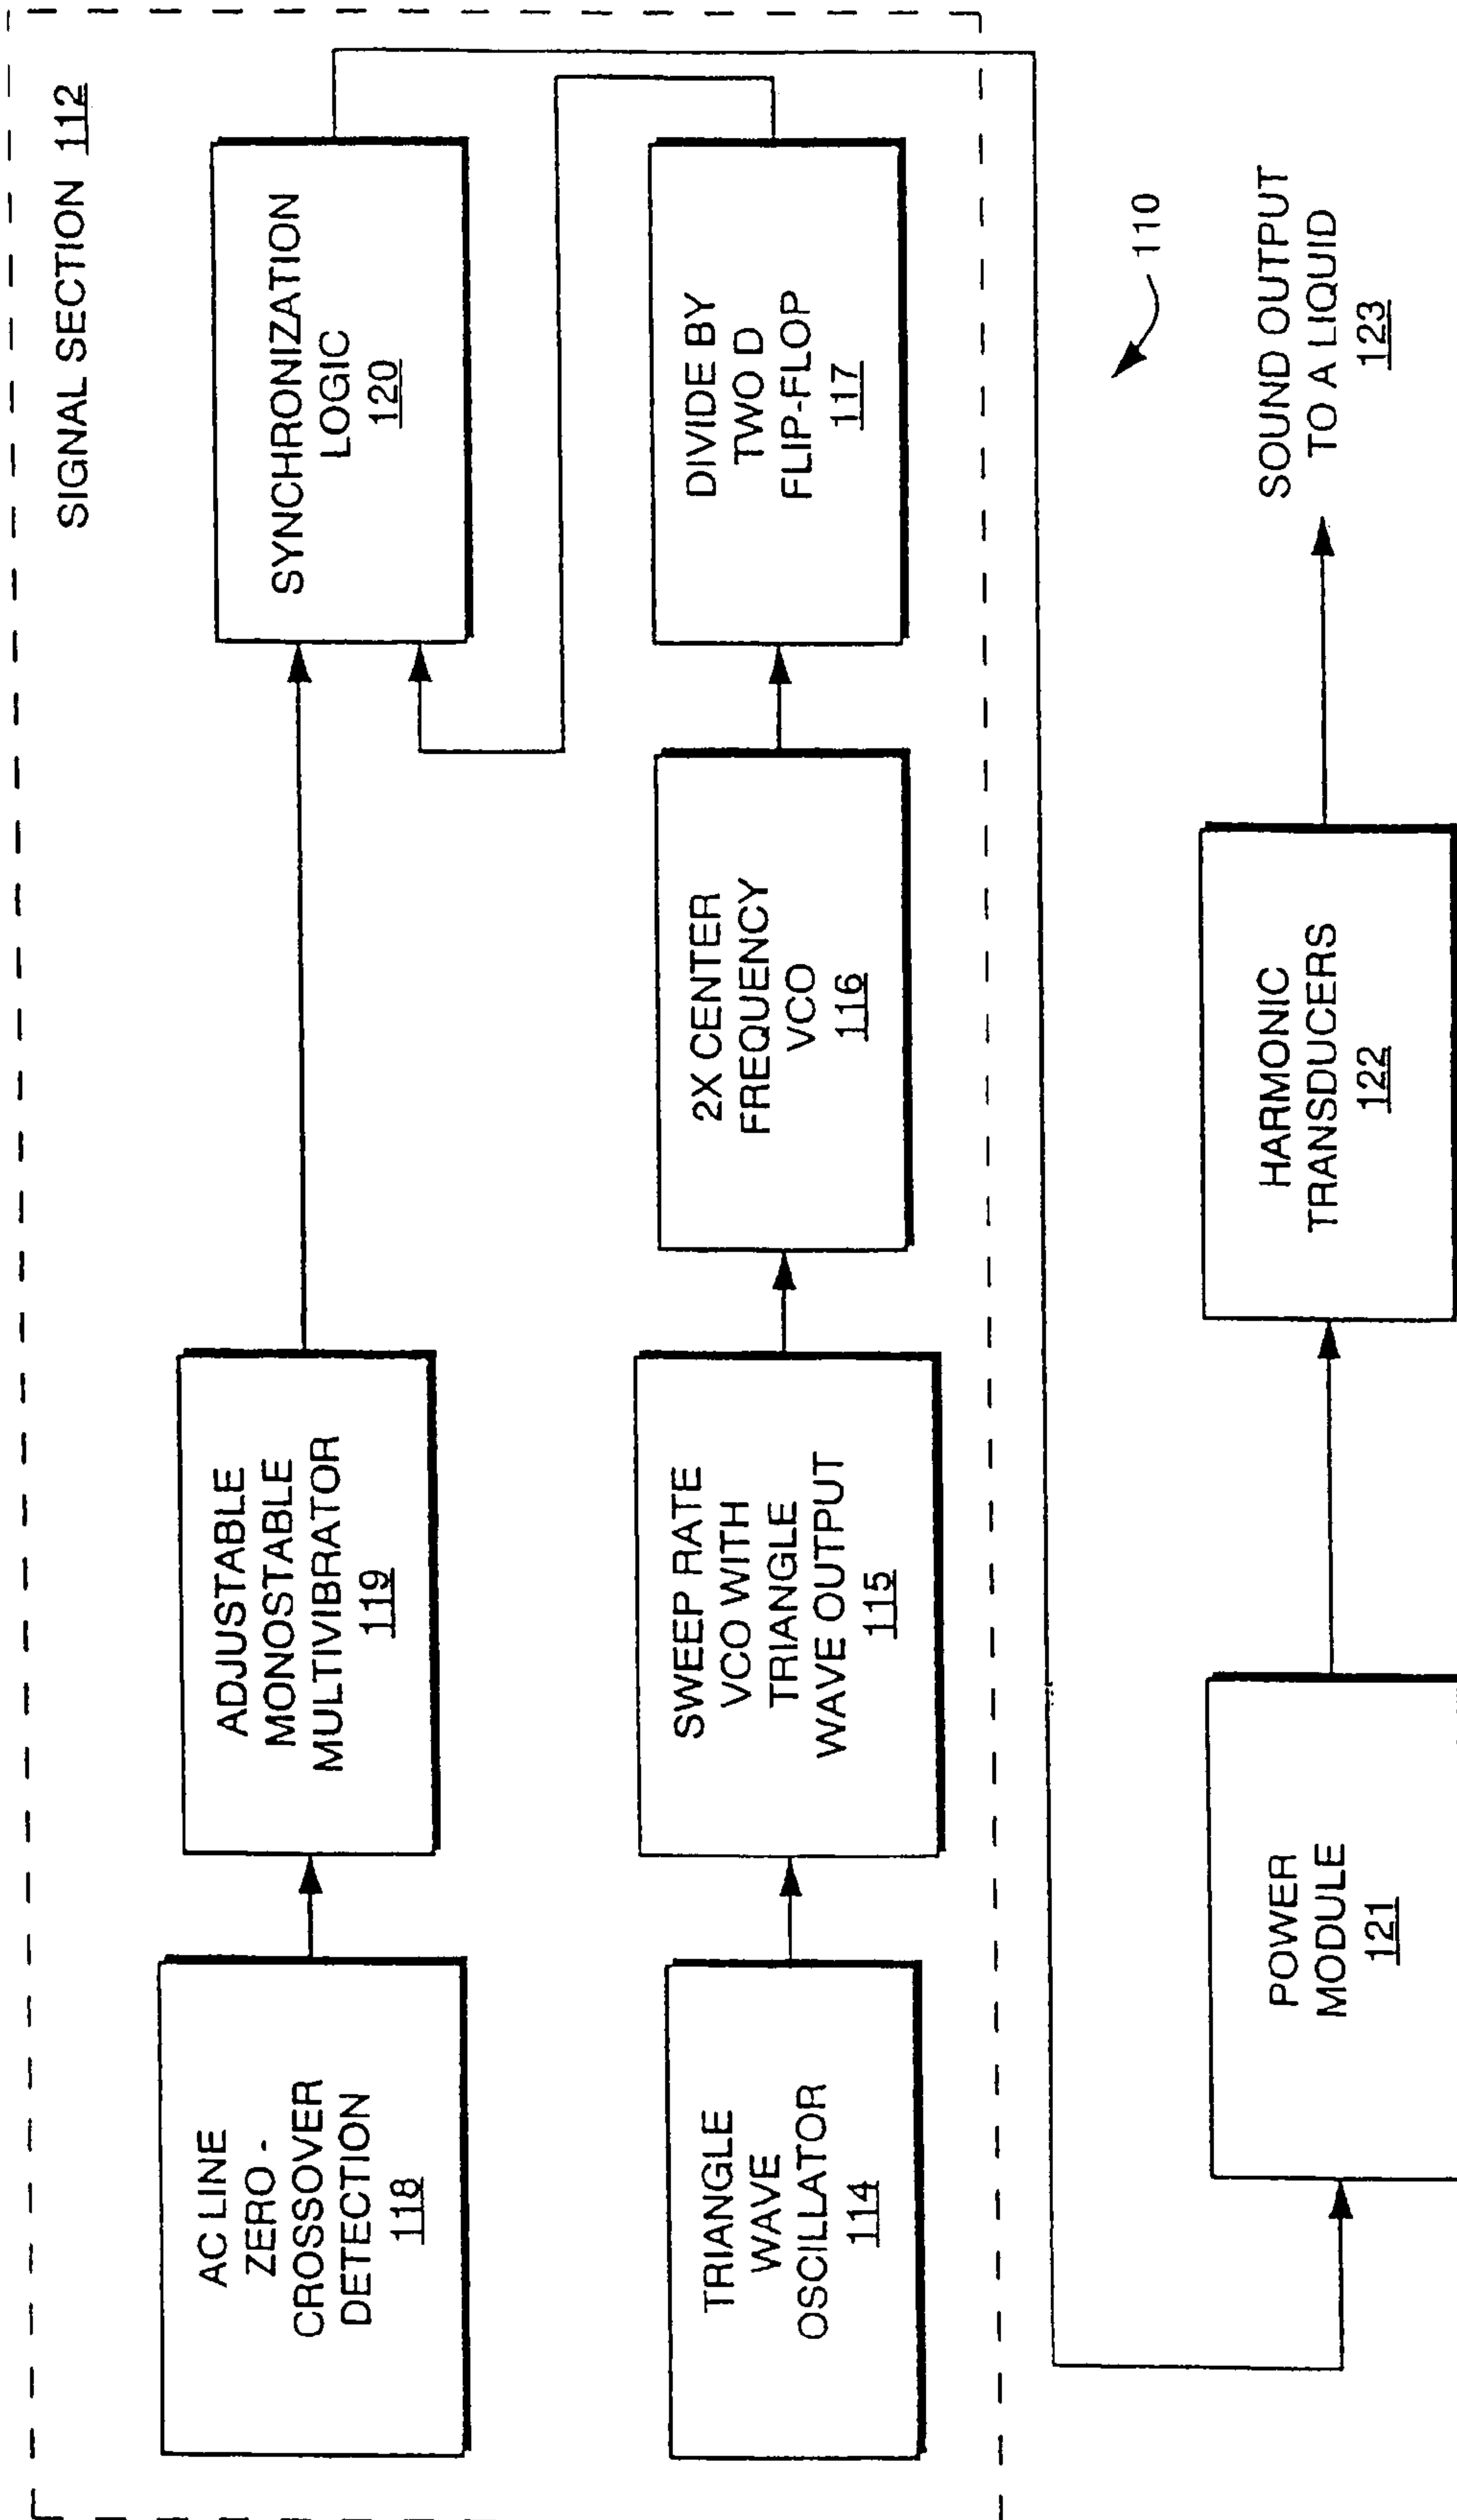 SIGNAL SECTION 112
AC LINE
ZERO -
CROSSOVER
DETECTION
118
ADJUSTABLE
MONOSTABLE
MULTIVIBRATOR
119
SYNCHRONIZATION
LOGIC
120
TRIANGLE
WAVE
OSCILLATOR
114
SWEEP RATE
VCO WITH
TRIANGLE
WAVE OUTPUT
115
2X CENTER
FREQUENCY
VCO
116
DIVIDE BY
TWO D
FLIP-FLOP
117
110
POWER
MODULE
121
HARMONIC
TRANSDUCERS
122
SOUND OUTPUT
TO A LIQUID
123